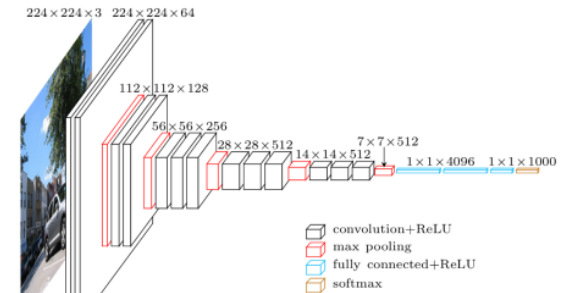 224×224×3
224×224×64
112×112×128
56×56×256
28×28×512
14×14×512
7×7×512
1×1×4096
1×1×1000
convolution+ReLU
max pooling
fully connected+ReLU
softmax